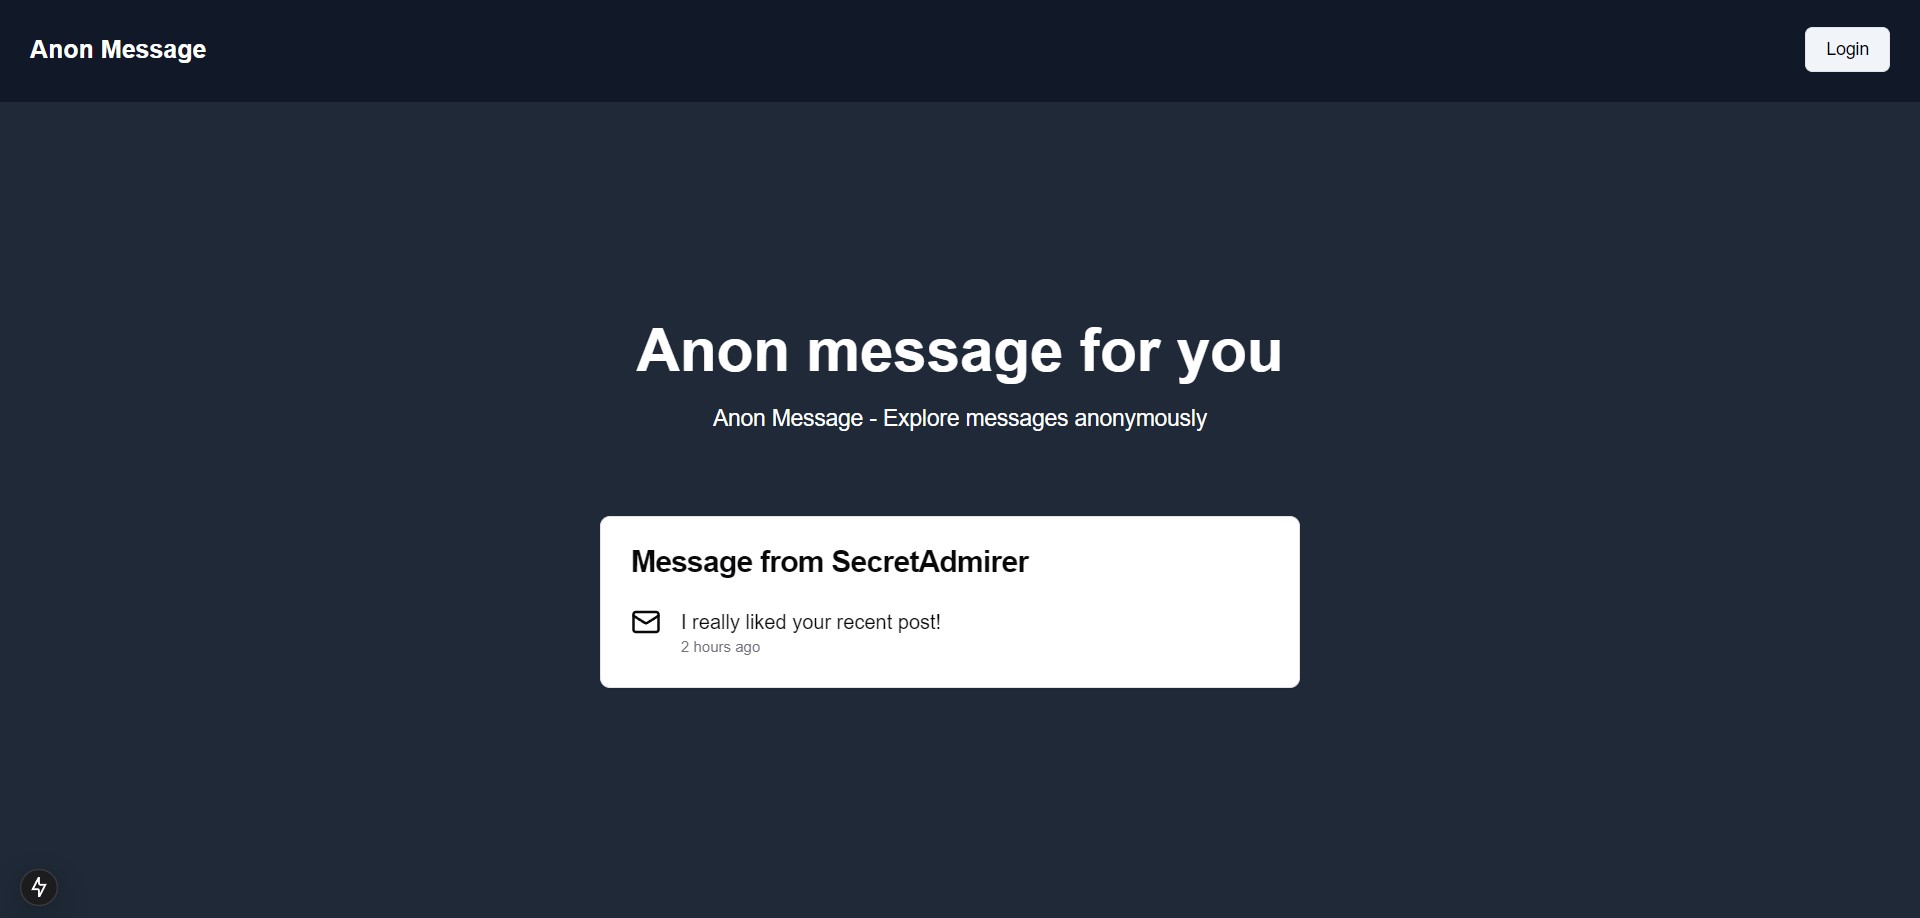 Anon Message
Login
Anon message for you
Anon Message - Explore messages anonymously
Message from SecretAdmirer
I really liked your recent post!
2 hours ago